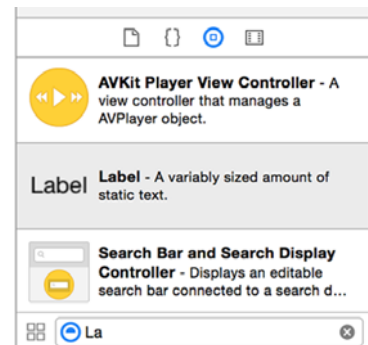 {}
AVKit Player View Controller - A
view controller that manages a
AVPlayer object.
Label
Label - A variably sized amount of
static text.
Search Bar and Search Display
Controller - Displays an editable
search bar connected to a search d...
La